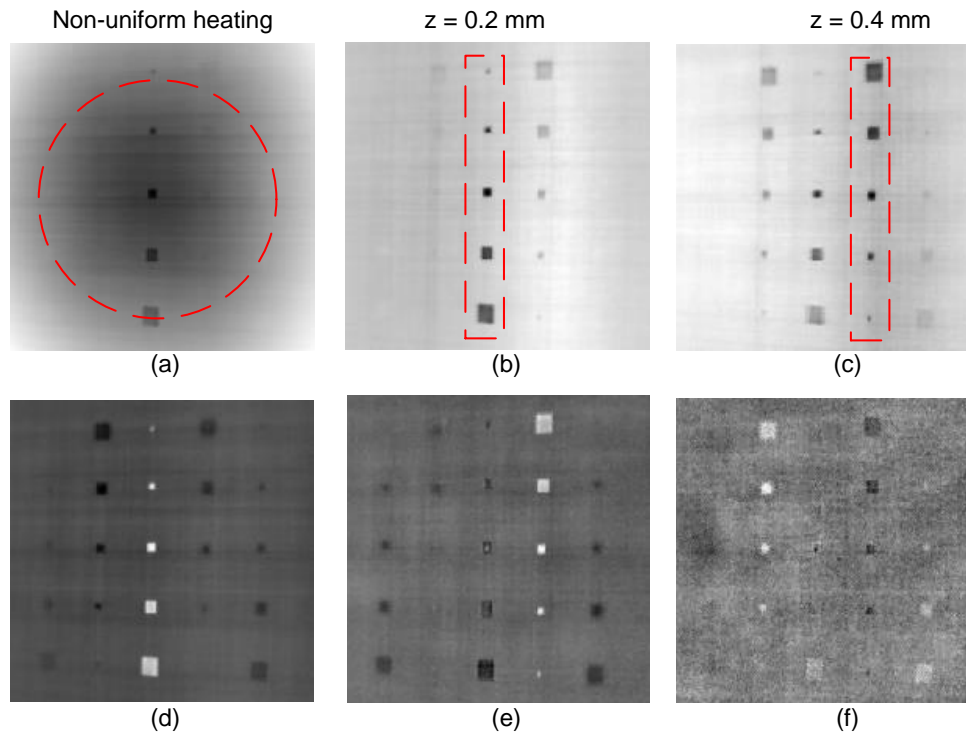 Non-uniform heating
z = 0.2 mm
z = 0.4 mm
(a)
(b)
(c)
(d)
(e)
(f)